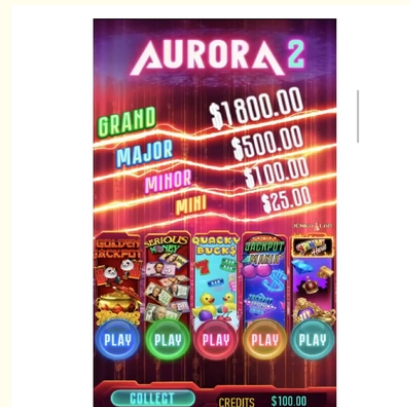 AURORA 2
GRAND $1800.00
MAJOR $500.00
MINOR $100.00
MINI $25.00
GOLDEN JACKPOT
SERIOUS MONEY
QUACKY BUCKS
JACKPOT
PLAY PLAY PLAY PLAY PLAY
COLLECT CREDITS $100.00